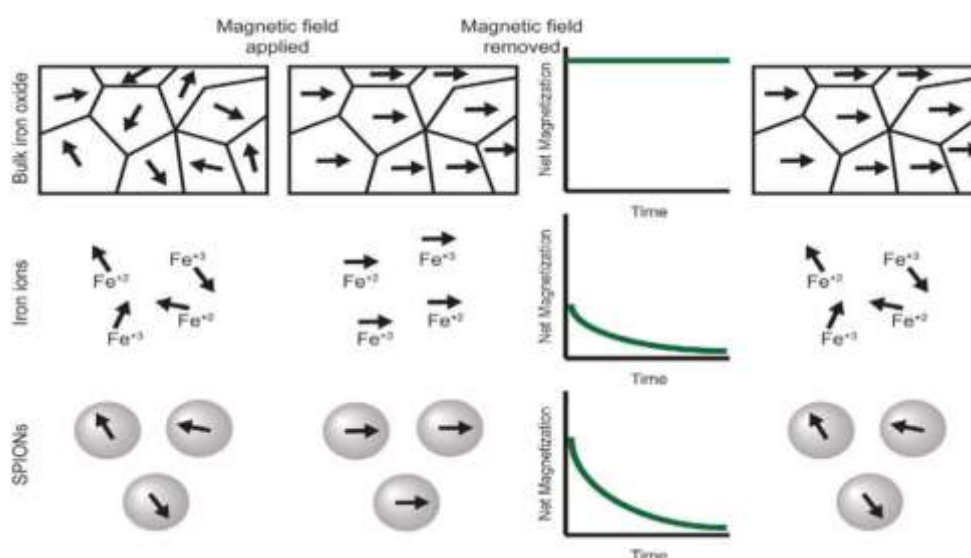 Magnetic field
applied
Magnetic field
removed
Bulk iron oxide
Net Magnetization
Time
Iron ions
Fe+2
Fe+3
Fe+3
Fe+2
Fe+2
Fe+3
Fe+3
Fe+2
Net Magnetization
Time
Fe+2
Fe+3
Fe+3
Fe+2
SPIONs
Net Magnetization
Time